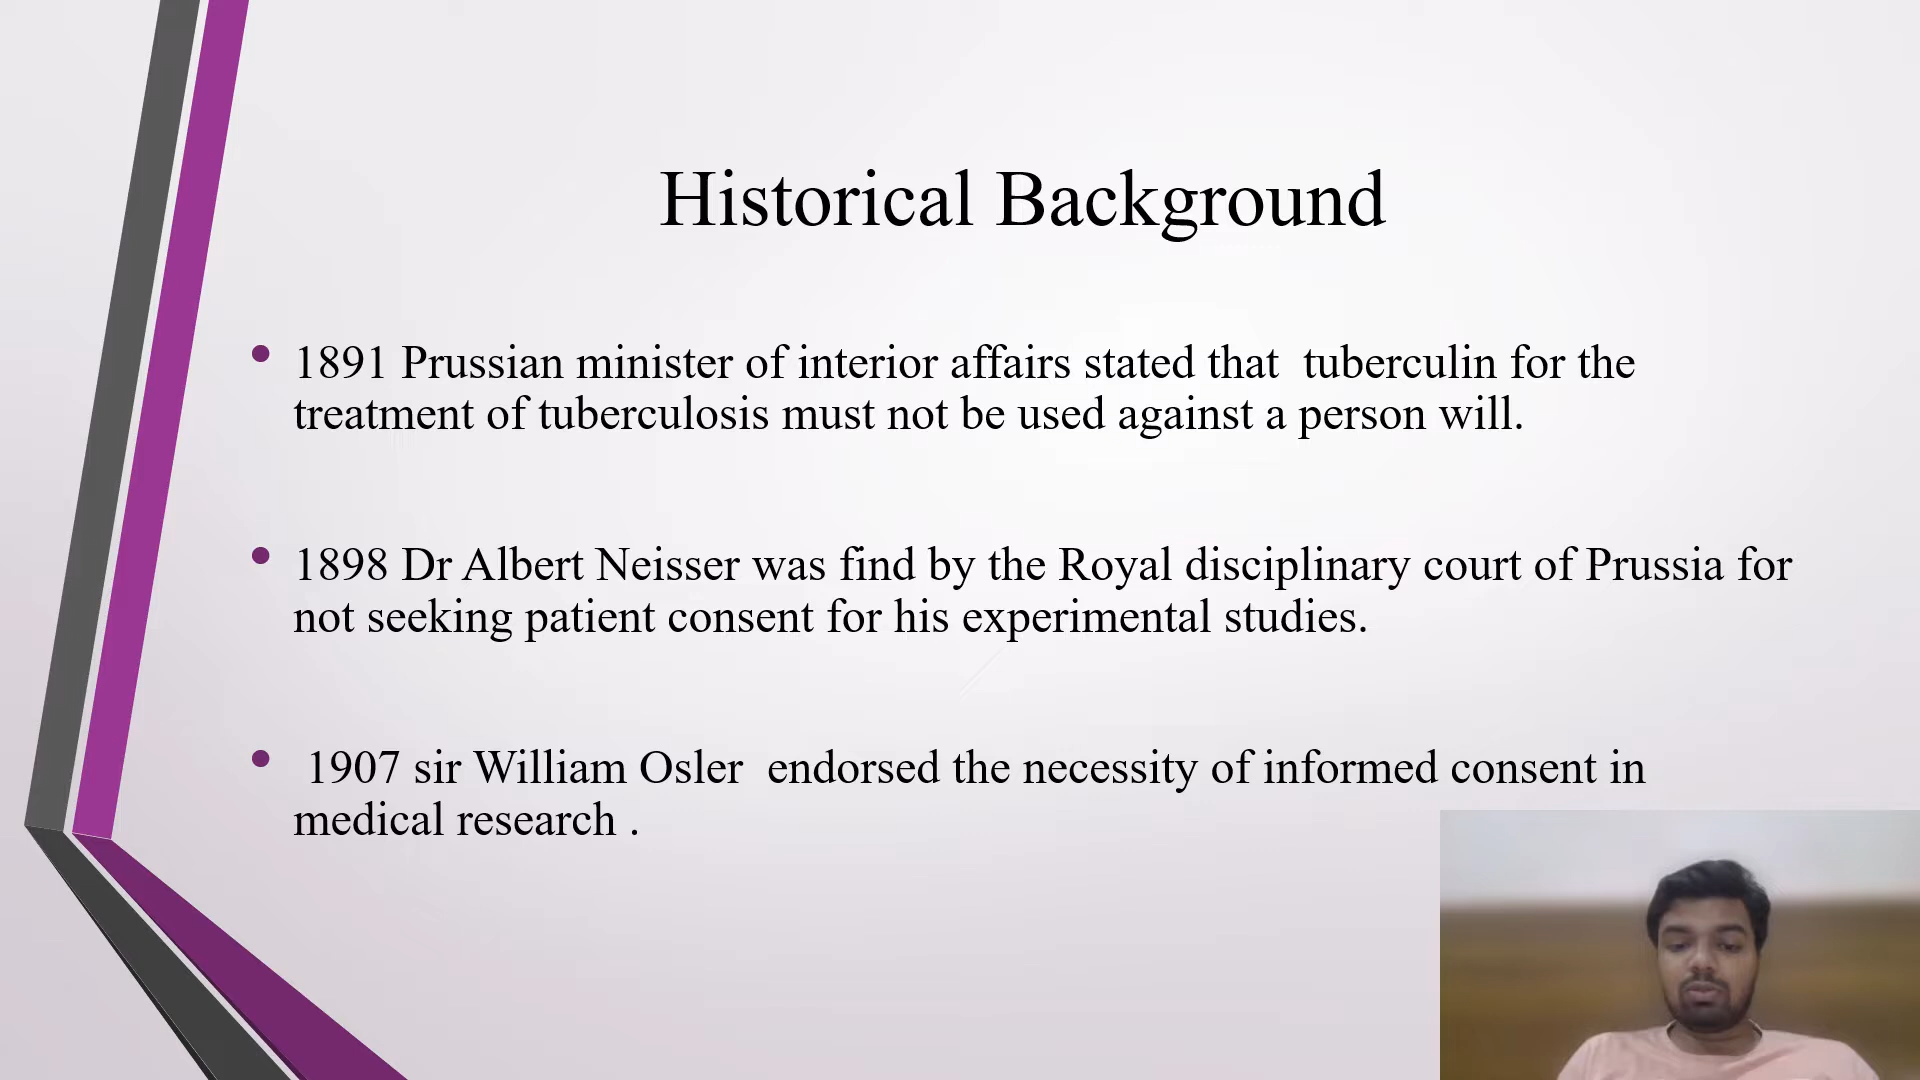 Historical Background
• 1891 Prussian minister of interior affairs stated that  tuberculin for the
treatment of tuberculosis must not be used against a person will.
• 1898 Dr Albert Neisser was find by the Royal disciplinary court of Prussia for
not seeking patient consent for his experimental studies.
•  1907 sir William Osler  endorsed the necessity of informed consent in
medical research .